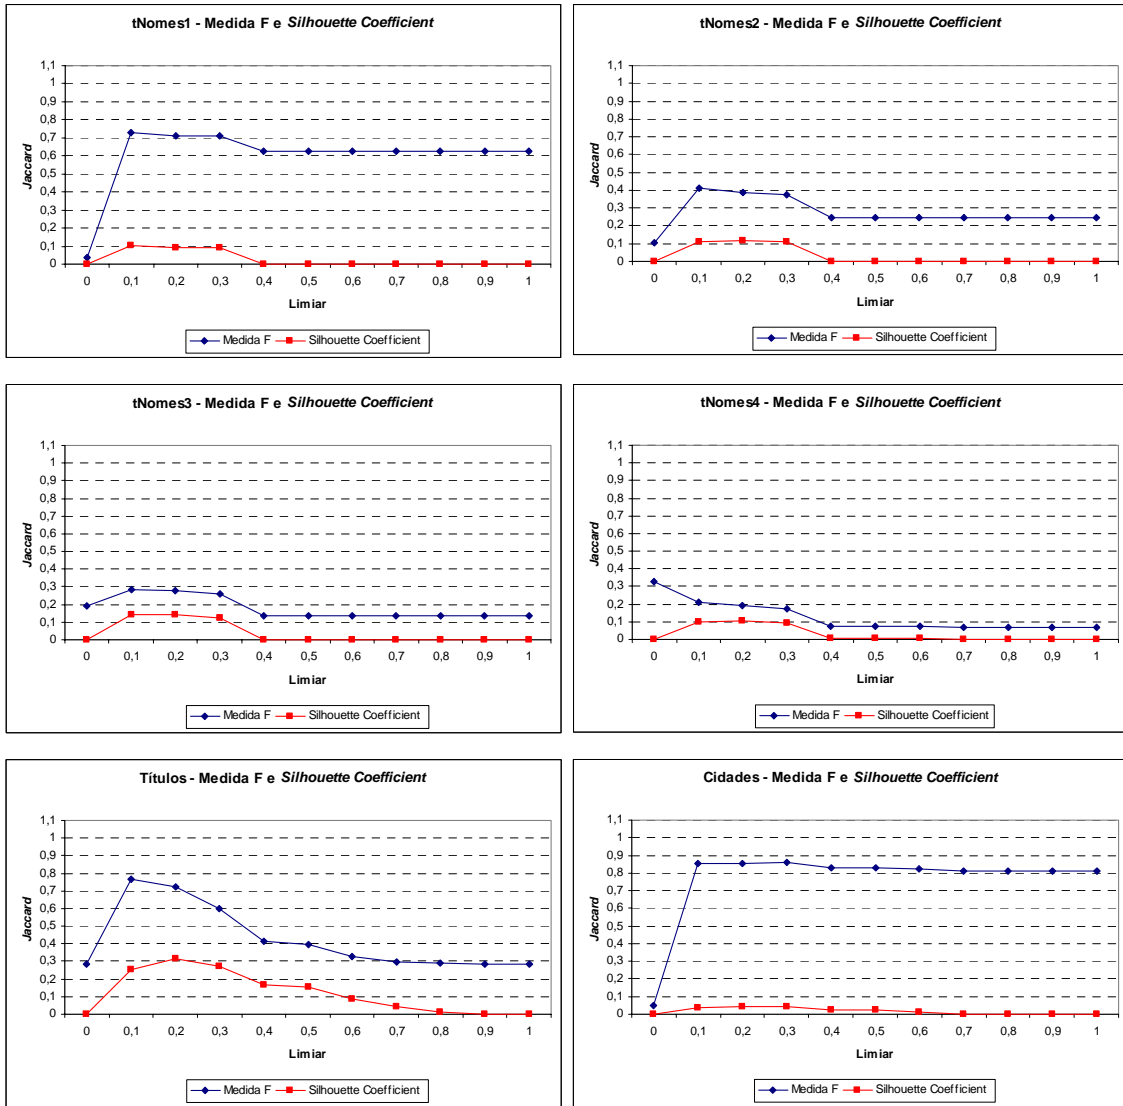 tNomes1 - Medida F e Silhouette Coefficient
1,1
1
0,9
0,8
0,7
0,6
0,5
0,4
0,3
0,2
0,1
0
Jaccard
0 0,1 0,2 0,3 0,4 0,5 0,6 0,7 0,8 0,9 1
Limiar
Medida F Silhouette Coefficient
tNomes2 - Medida F e Silhouette Coefficient
1,1
1
0,9
0,8
0,7
0,6
0,5
0,4
0,3
0,2
0,1
0
Jaccard
0 0,1 0,2 0,3 0,4 0,5 0,6 0,7 0,8 0,9 1
Limiar
Medida F Silhouette Coefficient
tNomes3 - Medida F e Silhouette Coefficient
1,1
1
0,9
0,8
0,7
0,6
0,5
0,4
0,3
0,2
0,1
0
Jaccard
0 0,1 0,2 0,3 0,4 0,5 0,6 0,7 0,8 0,9 1
Limiar
Medida F Silhouette Coefficient
tNomes4 - Medida F e Silhouette Coefficient
1,1
1
0,9
0,8
0,7
0,6
0,5
0,4
0,3
0,2
0,1
0
Jaccard
0 0,1 0,2 0,3 0,4 0,5 0,6 0,7 0,8 0,9 1
Limiar
Medida F Silhouette Coefficient
Títulos - Medida F e Silhouette Coefficient
1,1
1
0,9
0,8
0,7
0,6
0,5
0,4
0,3
0,2
0,1
0
Jaccard
0 0,1 0,2 0,3 0,4 0,5 0,6 0,7 0,8 0,9 1
Limiar
Medida F Silhouette Coefficient
Cidades - Medida F e Silhouette Coefficient
1,1
1
0,9
0,8
0,7
0,6
0,5
0,4
0,3
0,2
0,1
0
Jaccard
0 0,1 0,2 0,3 0,4 0,5 0,6 0,7 0,8 0,9 1
Limiar
Medida F Silhouette Coefficient